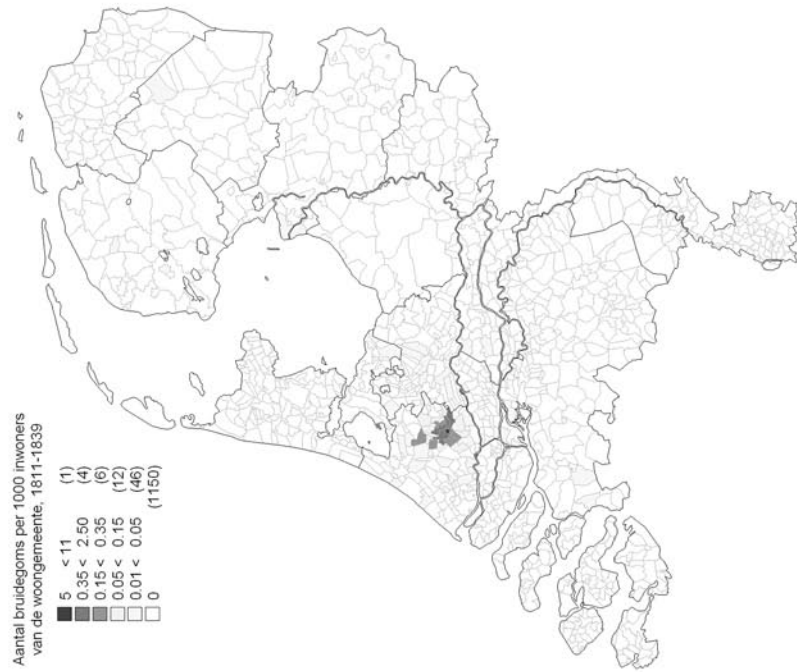 Aantal bruidegoms per 1000 inwoners
van de woongemeente, 1811-1839
5 < 11 (1)
0.35 < 2.50 (4)
0.15 < 0.35 (6)
0.05 < 0.15 (12)
0.01 < 0.05 (46)
0 (1150)